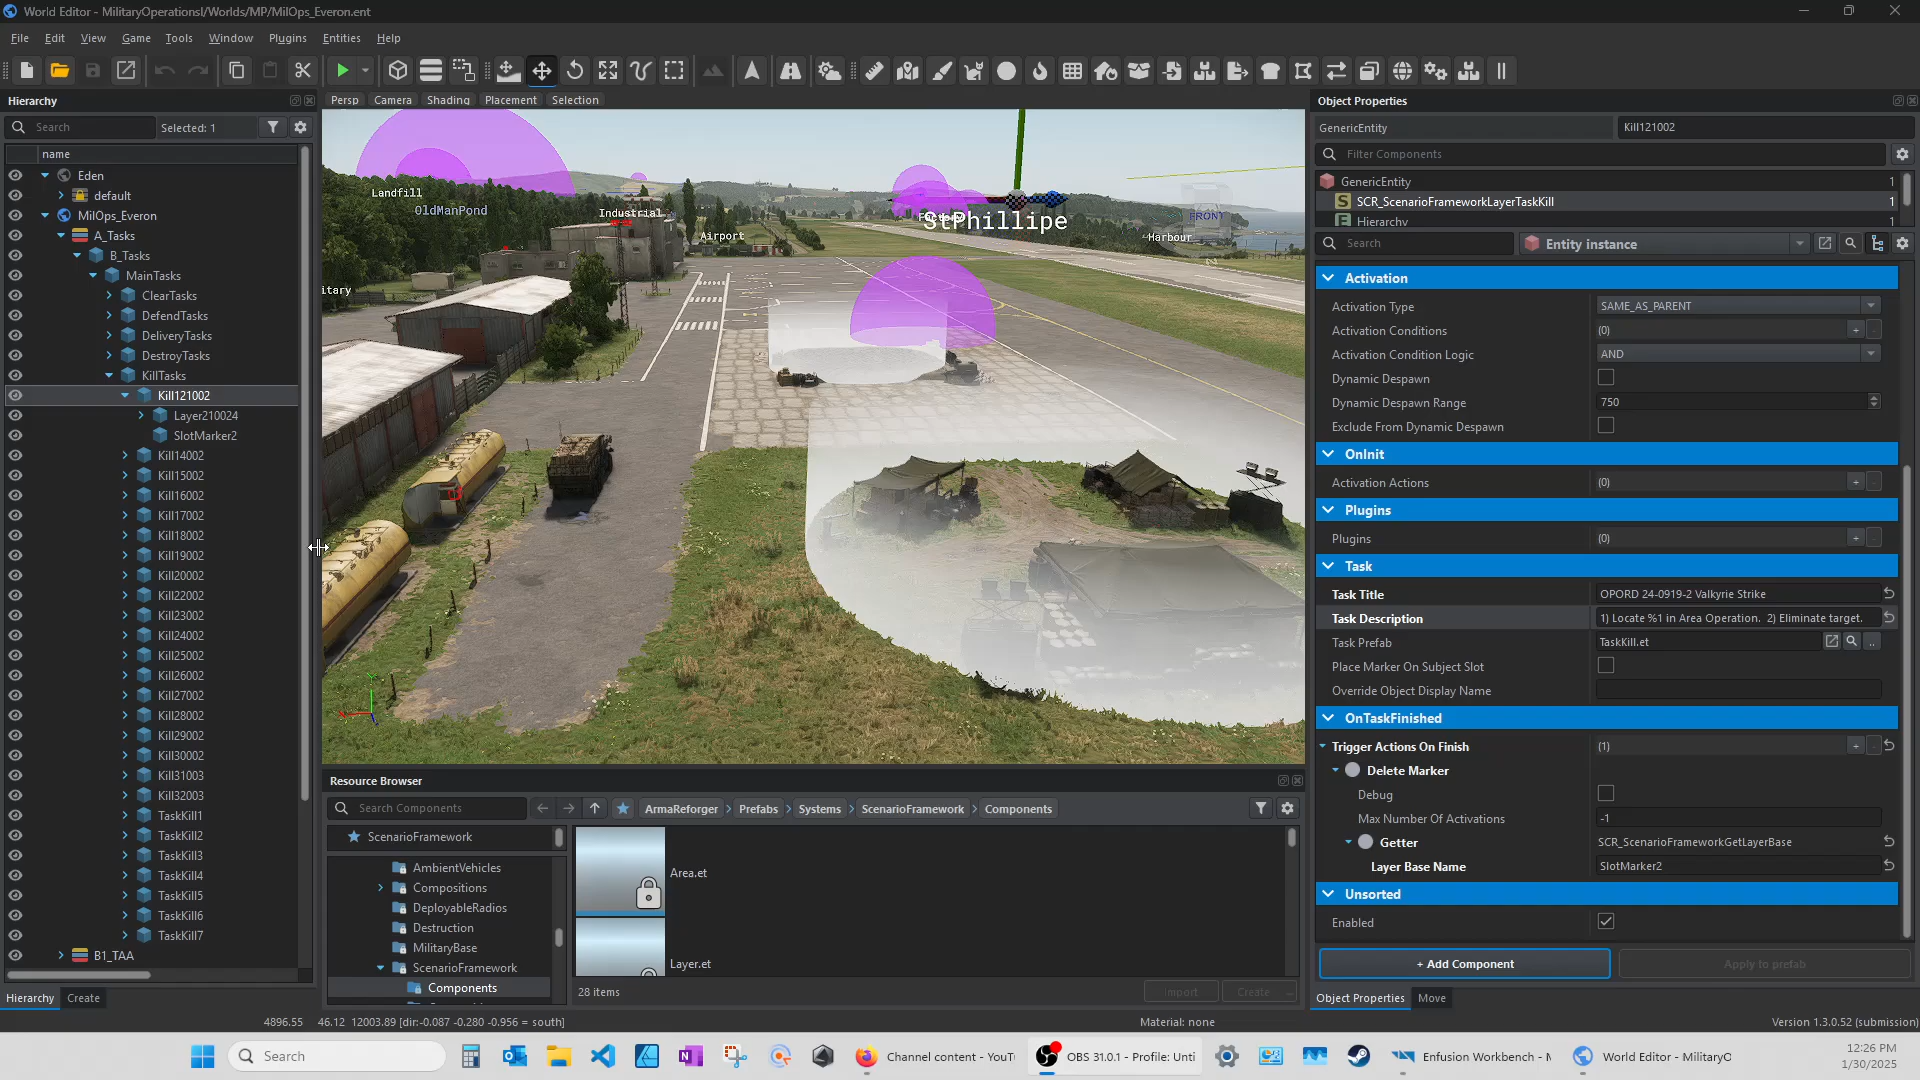 World Editor - MilitaryOperationsI/Worlds/MP/MilOps_Everon.ent
File Edit View Game Tools Window Plugins Entities Help
Hierarchy
Search Selected: 1
name
Eden
default
MilOps_Everon
A_Tasks
B_Tasks
MainTasks
ClearTasks
DefendTasks
DeliveryTasks
DestroyTasks
KillTasks
Kill121002
Layer210024
SlotMarker2
Kill14002
Kill15002
Kill16002
Kill17002
Kill18002
Kill19002
Kill20002
Kill22002
Kill23002
Kill24002
Kill25002
Kill26002
Kill27002
Kill28002
Kill29002
Kill30002
Kill31003
Kill32003
TaskKill1
TaskKill2
TaskKill3
TaskKill4
TaskKill5
TaskKill6
TaskKill7
B1_TAA
Hierarchy Create
Persp Camera Shading Placement Selection
Landfill
OldManPond
Industrial
Airport
itary
StPhillipe
FRONT
Harbour
Resource Browser
Search Components ArmaReforger Prefabs Systems ScenarioFramework Components
ScenarioFramework
AmbientVehicles
Compositions
DeployableRadios
Destruction
MilitaryBase
ScenarioFramework
Components
Area.et
Layer.et
28 items Import Create
Object Properties
GenericEntity Kill121002
Filter Components
GenericEntity 1
SCR_ScenarioFrameworkLayerTaskKill 1
Hierarchy 1
Search Entity instance
Activation
Activation Type SAME_AS_PARENT
Activation Conditions (0)
Activation Condition Logic AND
Dynamic Despawn
Dynamic Despawn Range 750
Exclude From Dynamic Despawn
OnInit
Activation Actions (0)
Plugins
Plugins (0)
Task
Task Title OPORD 24-0919-2 Valkyrie Strike
Task Description 1) Locate %1 in Area Operation. 2) Eliminate target.
Task Prefab TaskKill.et ..
Place Marker On Subject Slot
Override Object Display Name
OnTaskFinished
Trigger Actions On Finish (1)
Delete Marker
Debug
Max Number Of Activations -1
Getter SCR_ScenarioFrameworkGetLayerBase
Layer Base Name SlotMarker2
Unsorted
Enabled
+ Add Component Apply to prefab
Object Properties Move
4896.55 46.12 12003.89 [dir:-0.087 -0.280 -0.956 = south] Material: none Version 1.3.0.52 (submission)
Search Channel content - YouT OBS 31.0.1 - Profile: Unti Enfusion Workbench - M World Editor - MilitaryO
12:26 PM
1/30/2025